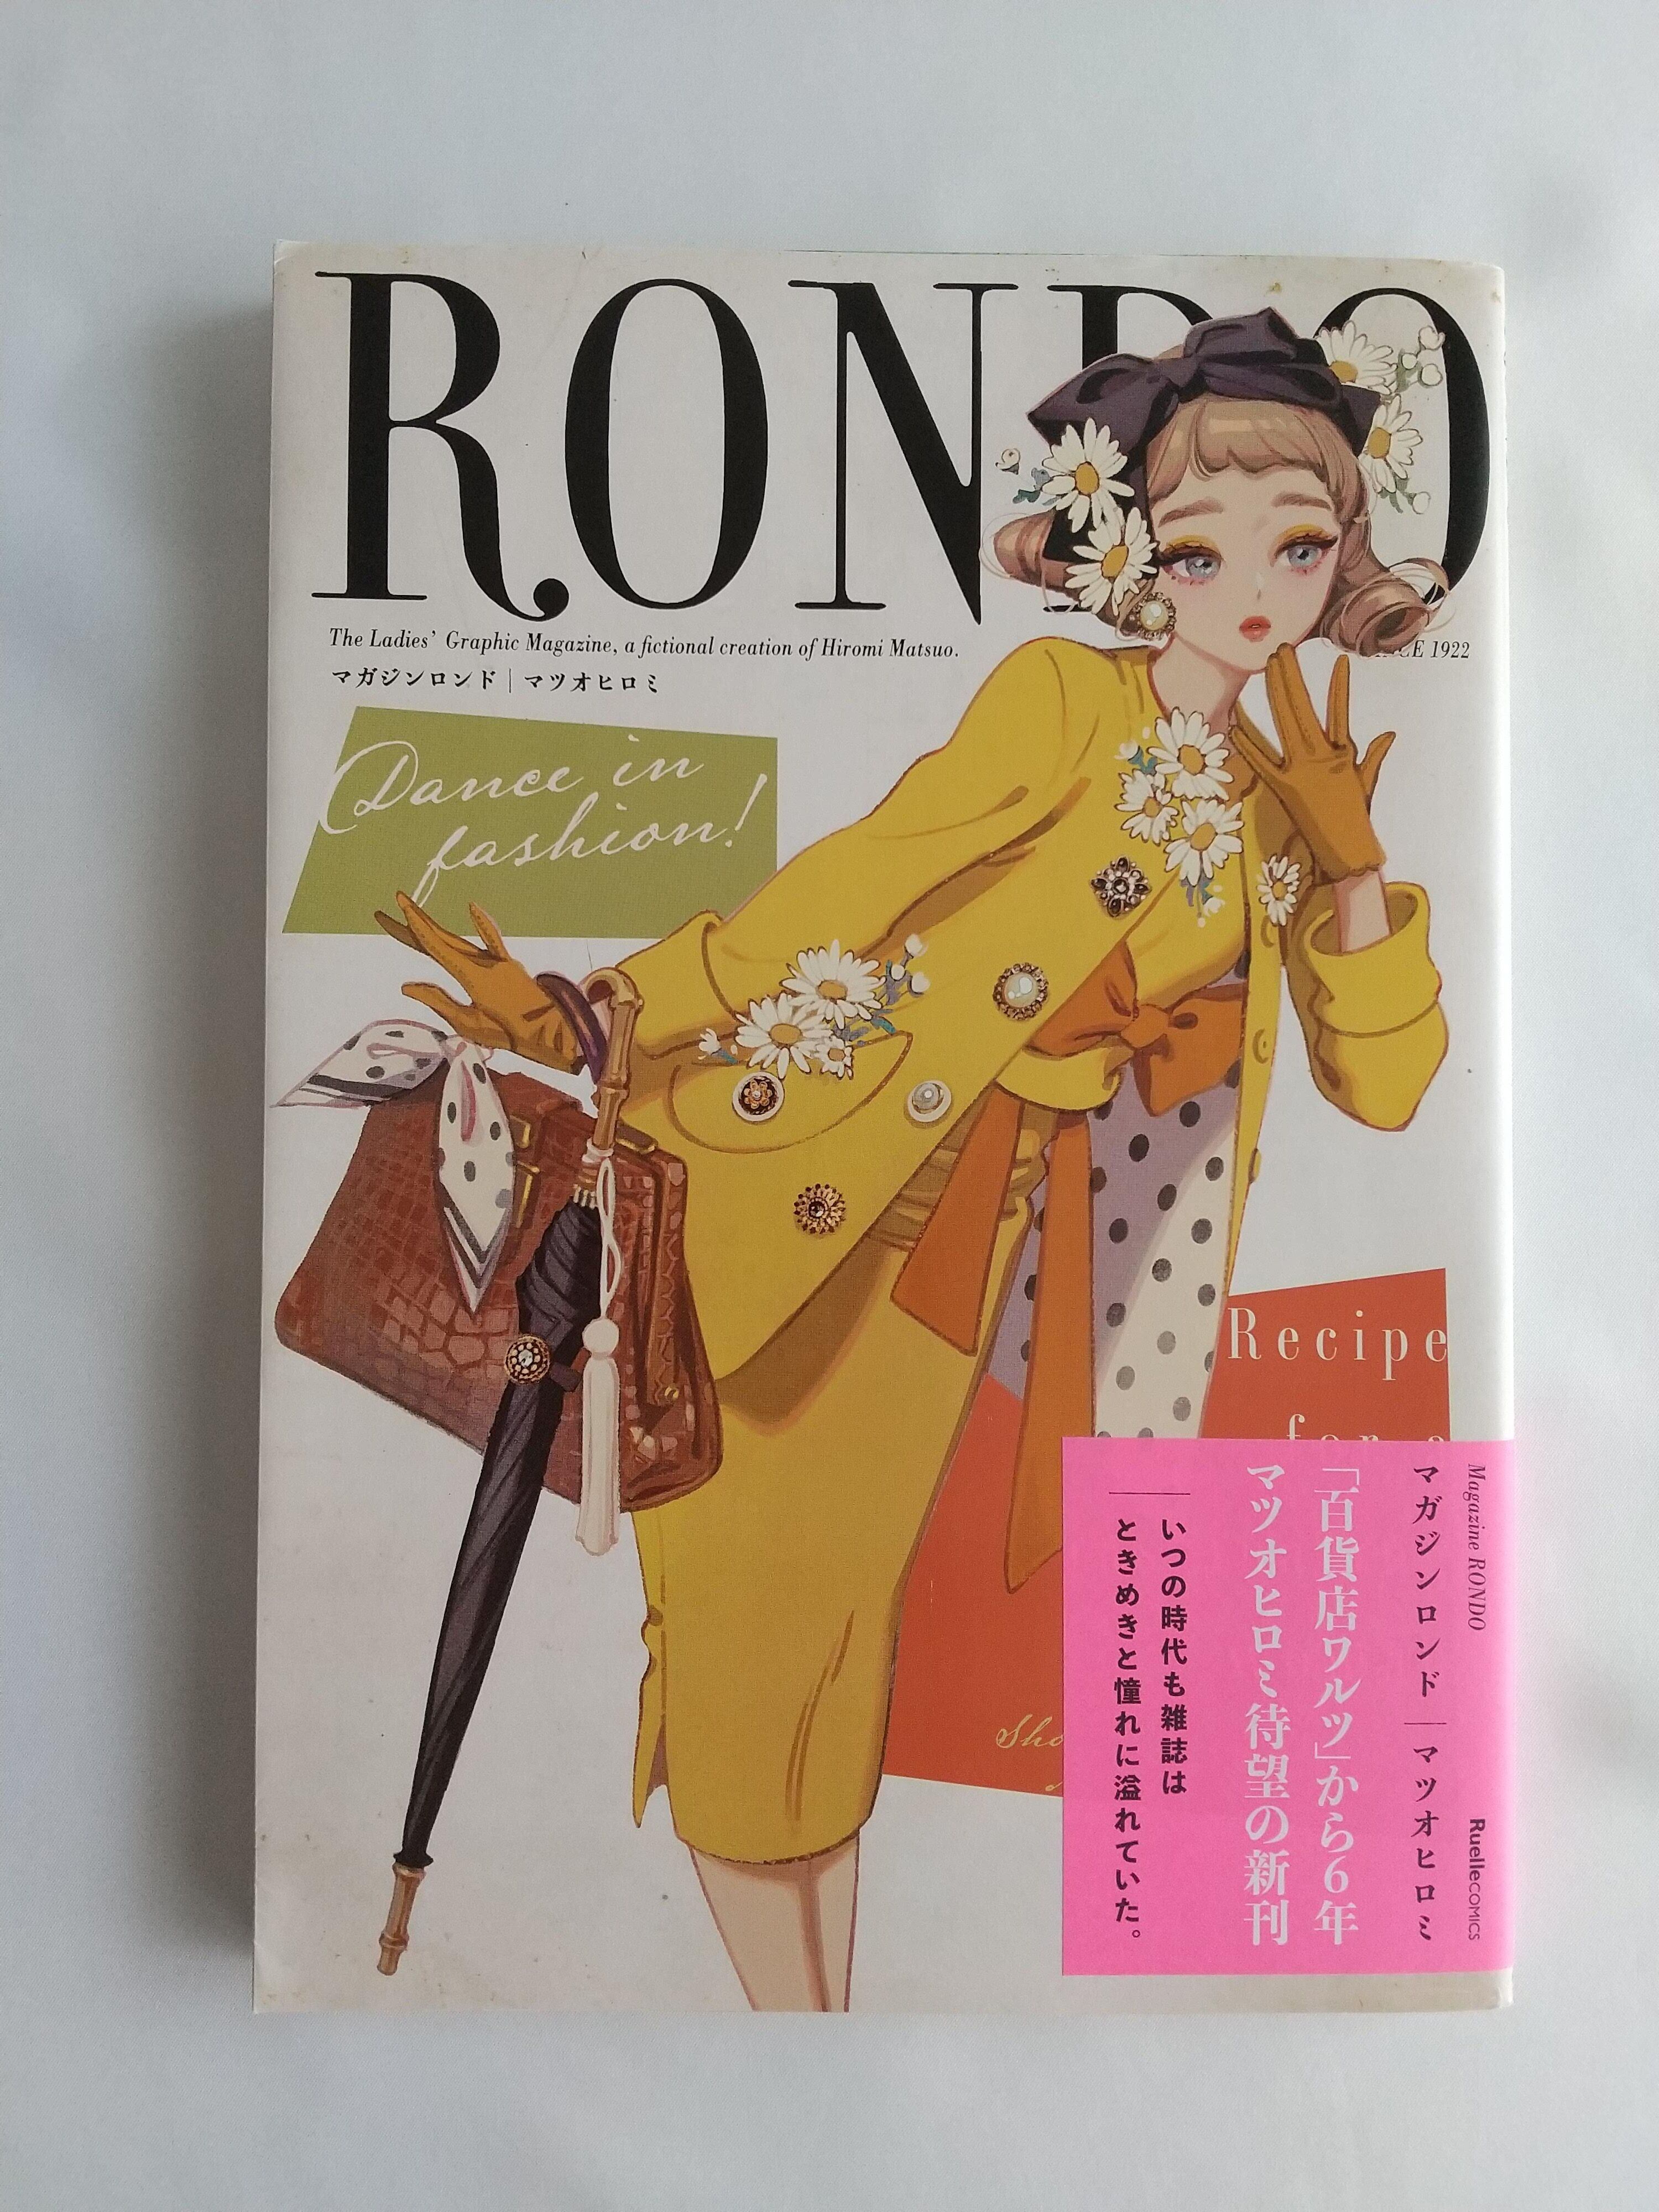 RONDO
The Ladies' Graphic Magazine, a fictional creation of Hiromi Matsuo.
1922
マガジンロンド｜マツオヒロミ
Dance in
fashion!
Recipe
for a
Magazine RONDO
RuelleCOMICS
マガジンロンド｜マツオヒロミ
「百貨店ワルツ」から6年
マツオヒロミ待望の新刊
いつの時代も雑誌は
ときめきと憧れに溢れていた。